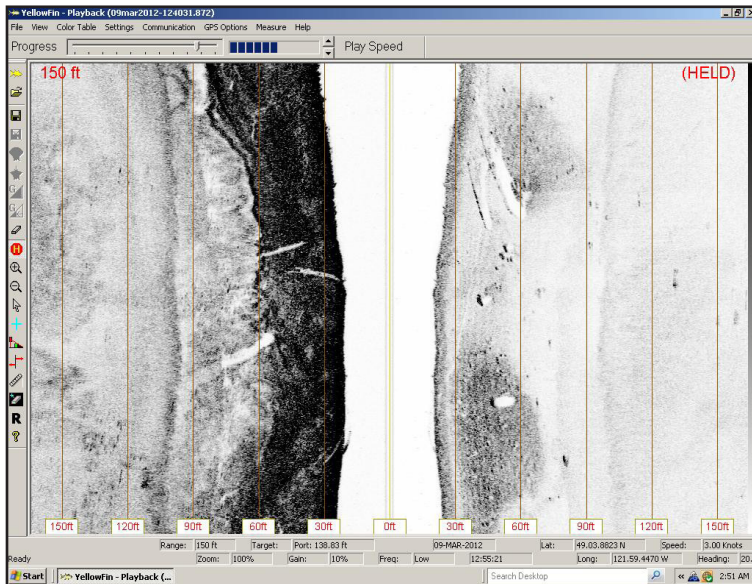 YellowFin - Playback (09mar2012-124031.872)
File View Color Table Settings Communication GPS Options Measure Help
Progress Play Speed
150 ft (HELD)
G
G
H
R
?
150ft 120ft 90ft 60ft 30ft 0ft 30ft 60ft 90ft 120ft 150ft
Range: 150 ft Target: Port: 138.83 ft 09-MAR-2012 Lat: 49.03.8823 N Speed: 3.00 Knots
Ready Zoom: 100% Gain: 10% Freq: Low 12:55:21 Long: 121.59.4470 W Heading: 20.
Start YellowFin - Playback (... Search Desktop 2:51 AM